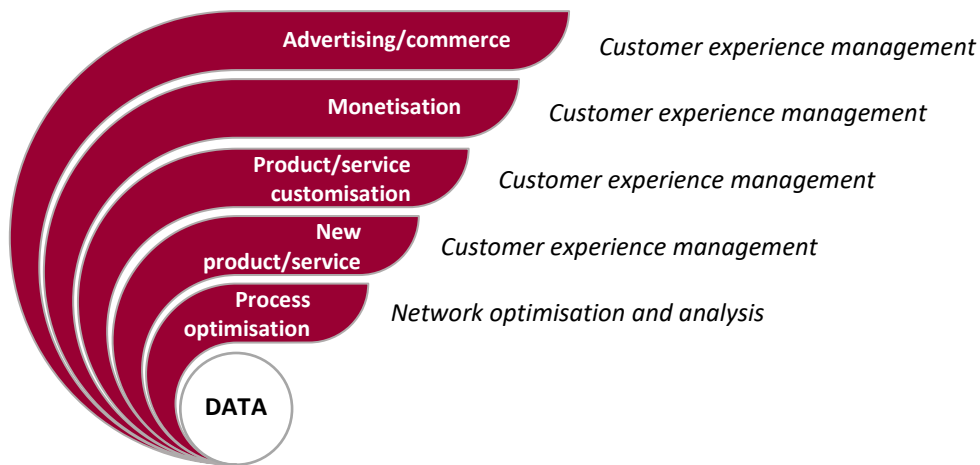 Advertising/commerce
Customer experience management
Monetisation
Customer experience management
Product/service
customisation
Customer experience management
New
product/service
Customer experience management
Process
optimisation
Network optimisation and analysis
DATA